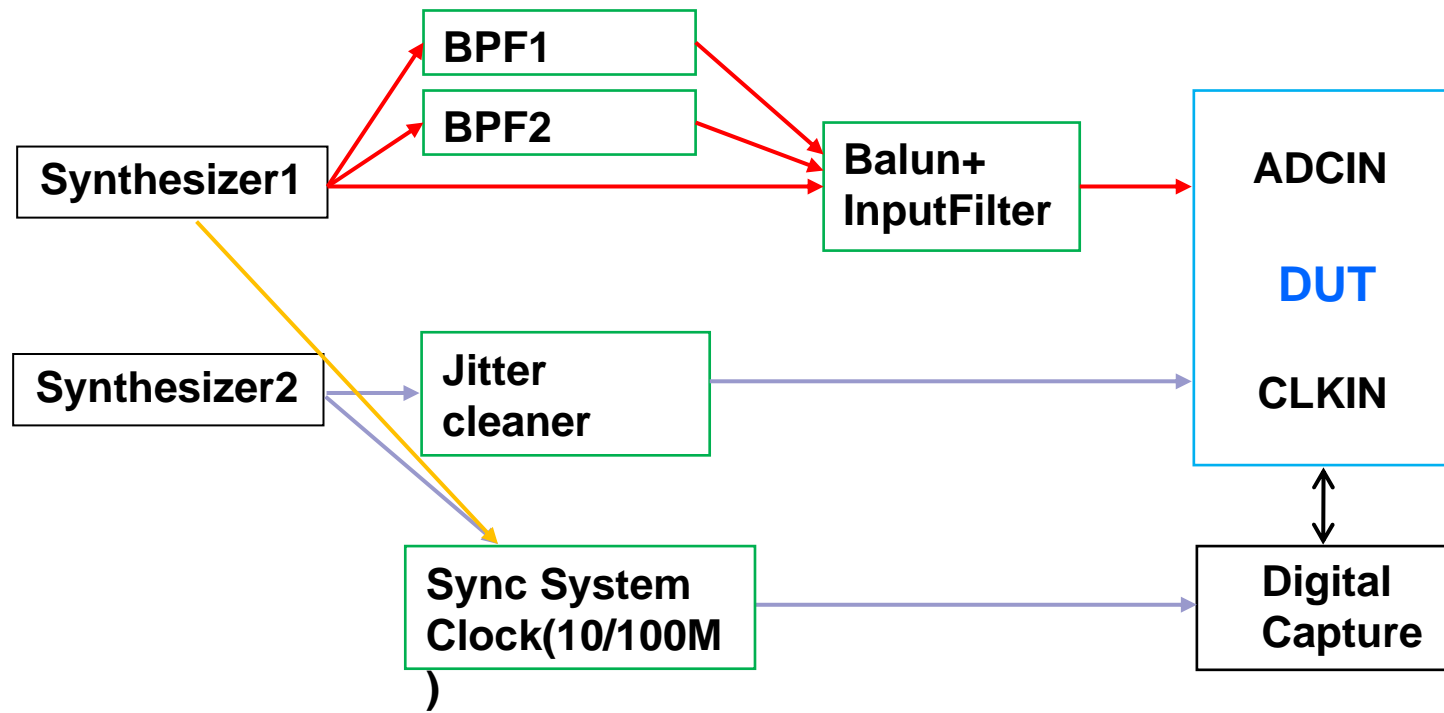 BPF1
BPF2
Synthesizer1
Balun+
InputFilter
ADCIN
DUT
Synthesizer2
Jitter
cleaner
CLKIN
Sync System
Clock(10/100M
)
Digital
Capture